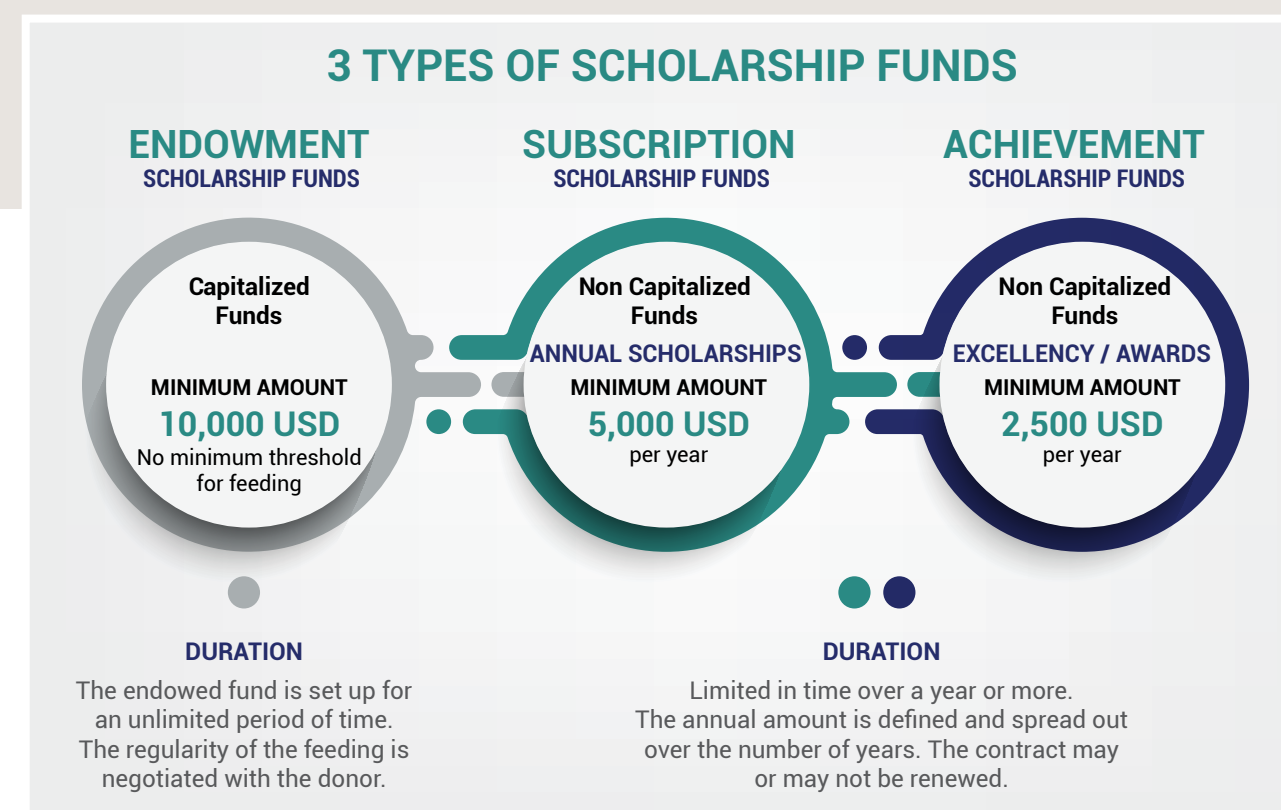 3 TYPES OF SCHOLARSHIP FUNDS
ENDOWMENT
SCHOLARSHIP FUNDS
Capitalized
Funds
MINIMUM AMOUNT
10,000 USD
No minimum threshold
for feeding
SUBSCRIPTION
SCHOLARSHIP FUNDS
Non Capitalized
Funds
ANNUAL SCHOLARSHIPS
MINIMUM AMOUNT
5,000 USD
per year
ACHIEVEMENT
SCHOLARSHIP FUNDS
Non Capitalized
Funds
EXCELLENCY / AWARDS
MINIMUM AMOUNT
2,500 USD
per year
DURATION
The endowed fund is set up for
an unlimited period of time.
The regularity of the feeding is
negotiated with the donor.
DURATION
Limited in time over a year or more.
The annual amount is defined and spread out
over the number of years. The contract may
or may not be renewed.